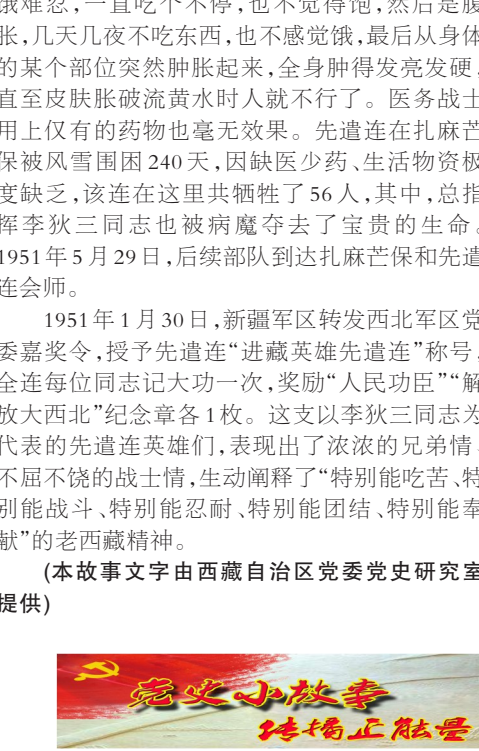 饿难忍，一直吃个不停，也不觉得饱，然后是腹
胀，几天几夜不吃东西，也不感觉饿，最后从身体
的某个部位突然肿胀起来，全身肿得发亮发硬，
直至皮肤胀破流黄水时人就不行了。医务战士
用上仅有的药物也毫无效果。先遣连在扎麻芒
保被风雪围困240天，因缺医少药、生活物资极
度缺乏，该连在这里共牺牲了56人，其中，总指
挥李狄三同志也被病魔夺去了宝贵的生命。
1951年5月29日，后续部队到达扎麻芒保和先遣
连会师。
1951年1月30日，新疆军区转发西北军区党
委嘉奖令，授予先遣连“进藏英雄先遣连”称号，
全连每位同志记大功一次，奖励“人民功臣”“解
放大西北”纪念章各1枚。这支以李狄三同志为
代表的先遣连英雄们，表现出了浓浓的兄弟情、
不屈不饶的战士情，生动阐释了“特别能吃苦、特
别能战斗、特别能忍耐、特别能团结、特别能奉
献”的老西藏精神。
(本故事文字由西藏自治区党委党史研究室
提供)
党史小故事
传播正能量